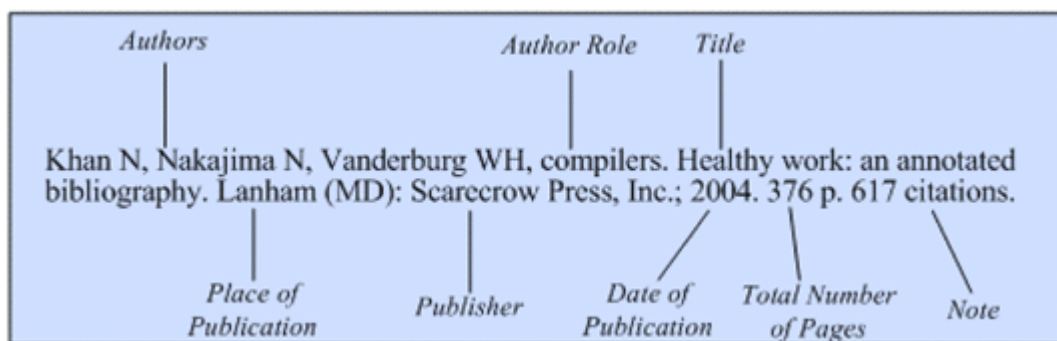 Authors Author Role Title
Khan N, Nakajima N, Vanderburg WH, compilers. Healthy work: an annotated
bibliography. Lanham (MD): Scarecrow Press, Inc.; 2004. 376 p. 617 citations.
Place of
Publication
Publisher
Date of
Publication
Total Number
of Pages
Note